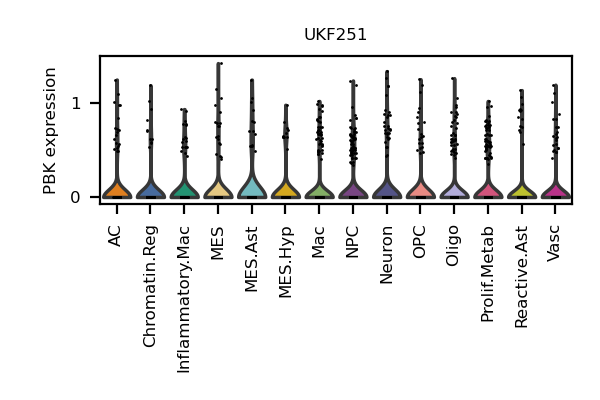 UKF251
PBK expression
1
0
AC
Chromatin.Reg
Inflammatory.Mac
MES
MES.Ast
MES.Hyp
Mac
NPC
Neuron
OPC
Oligo
Prolif.Metab
Reactive.Ast
Vasc